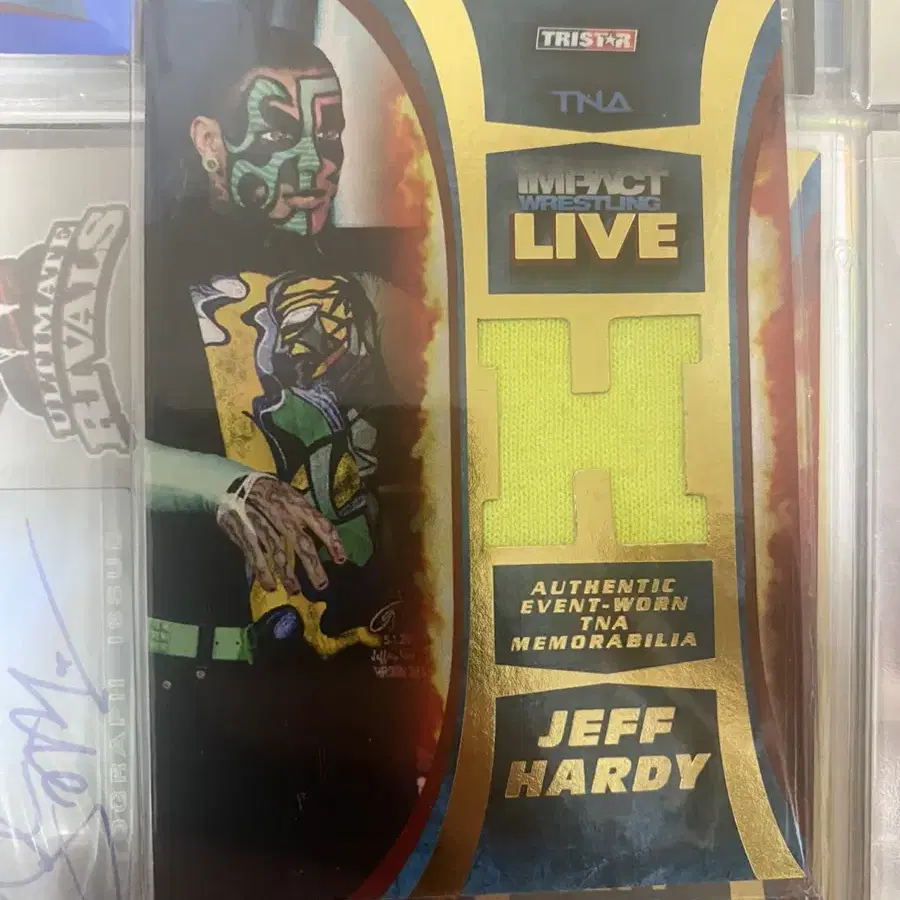 TRISTAR
TNA
IMPACT
WRESTLING
LIVE
H
AUTHENTIC
EVENT-WORN
TNA
MEMORABILIA
JEFF
HARDY
ULTIMATE
RIVALS